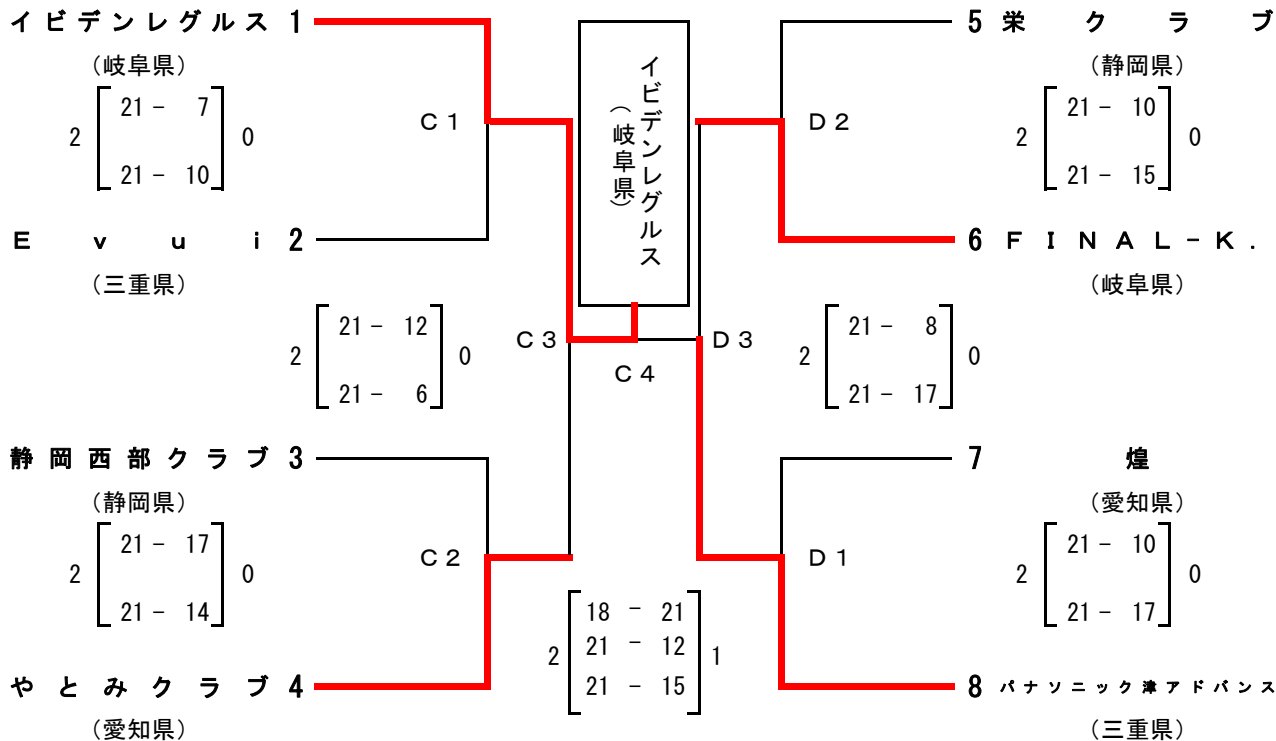 イビデンレグルス 1
（岐阜県）
2 21 - 7 0
21 - 10
C1
Evui 2
（三重県）
2 21 - 12 0
21 - 6
C3
静岡西部クラブ 3
（静岡県）
2 21 - 17 0
21 - 14
C2
やとみクラブ 4
（愛知県）
イビデンレグルス
（岐阜県）
C4
18 - 21
2 21 - 12 1
21 - 15
5 栄クラブ
（静岡県）
D2
2 21 - 10 0
21 - 15
6 FINAL-K.
（岐阜県）
D3
2 21 - 8 0
21 - 17
7 煌
（愛知県）
D1
2 21 - 10 0
21 - 17
8 パナソニック津アドバンス
（三重県）